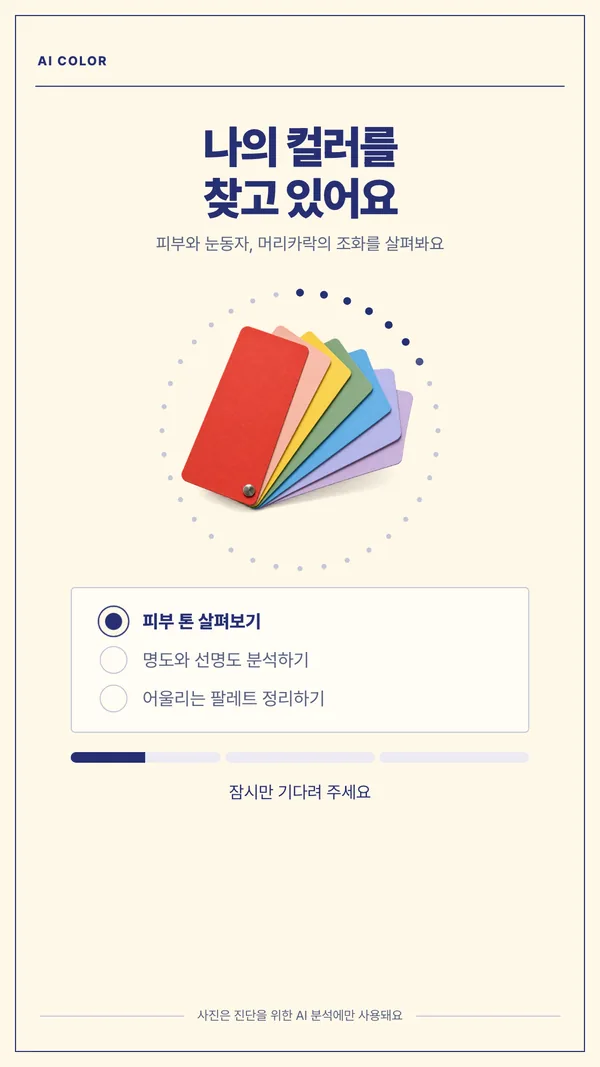 AI COLOR
나의 컬러를
찾고 있어요
피부와 눈동자, 머리카락의 조화를 살펴봐요
피부 톤 살펴보기
명도와 선명도 분석하기
어울리는 팔레트 정리하기
잠시만 기다려 주세요
사진은 진단을 위한 AI 분석에만 사용돼요